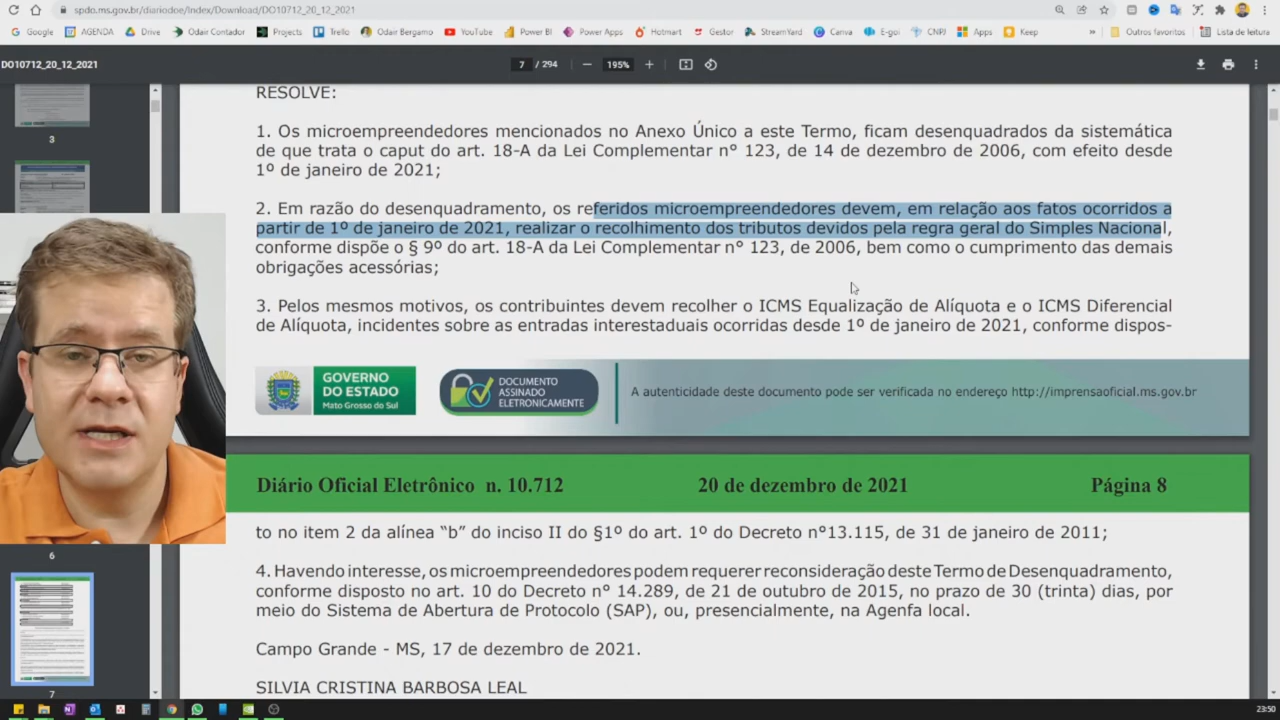 spdo.ms.gov.br/diariodoe/Index/Download/DO10712_20_12_2021
Google AGENDA Drive Odair Contador Projects Trello Odair Bergamo YouTube Power BI Power Apps Hotmart Gestor StreamYard Canva E-goi CNPJ Apps Keep » Outros favoritos Lista de leitura
DO10712_20_12_2021 7 / 294 195%
3
6
7
RESOLVE:
1. Os microempreendedores mencionados no Anexo Único a este Termo, ficam desenquadrados da sistemática
de que trata o caput do art. 18-A da Lei Complementar n° 123, de 14 de dezembro de 2006, com efeito desde
1º de janeiro de 2021;
2. Em razão do desenquadramento, os referidos microempreendedores devem, em relação aos fatos ocorridos a
partir de 1º de janeiro de 2021, realizar o recolhimento dos tributos devidos pela regra geral do Simples Nacional,
conforme dispõe o § 9º do art. 18-A da Lei Complementar n° 123, de 2006, bem como o cumprimento das demais
obrigações acessórias;
3. Pelos mesmos motivos, os contribuintes devem recolher o ICMS Equalização de Alíquota e o ICMS Diferencial
de Alíquota, incidentes sobre as entradas interestaduais ocorridas desde 1º de janeiro de 2021, conforme dispos-
GOVERNO
DO ESTADO
Mato Grosso do Sul
DOCUMENTO
ASSINADO
ELETRONICAMENTE
A autenticidade deste documento pode ser verificada no endereço http://imprensaoficial.ms.gov.br
Diário Oficial Eletrônico n. 10.712 20 de dezembro de 2021 Página 8
to no item 2 da alínea “b” do inciso II do §1º do art. 1º do Decreto n°13.115, de 31 de janeiro de 2011;
4. Havendo interesse, os microempreendedores podem requerer reconsideração deste Termo de Desenquadramento,
conforme disposto no art. 10 do Decreto n° 14.289, de 21 de outubro de 2015, no prazo de 30 (trinta) dias, por
meio do Sistema de Abertura de Protocolo (SAP), ou, presencialmente, na Agenfa local.
Campo Grande - MS, 17 de dezembro de 2021.
SILVIA CRISTINA BARBOSA LEAL
23:50